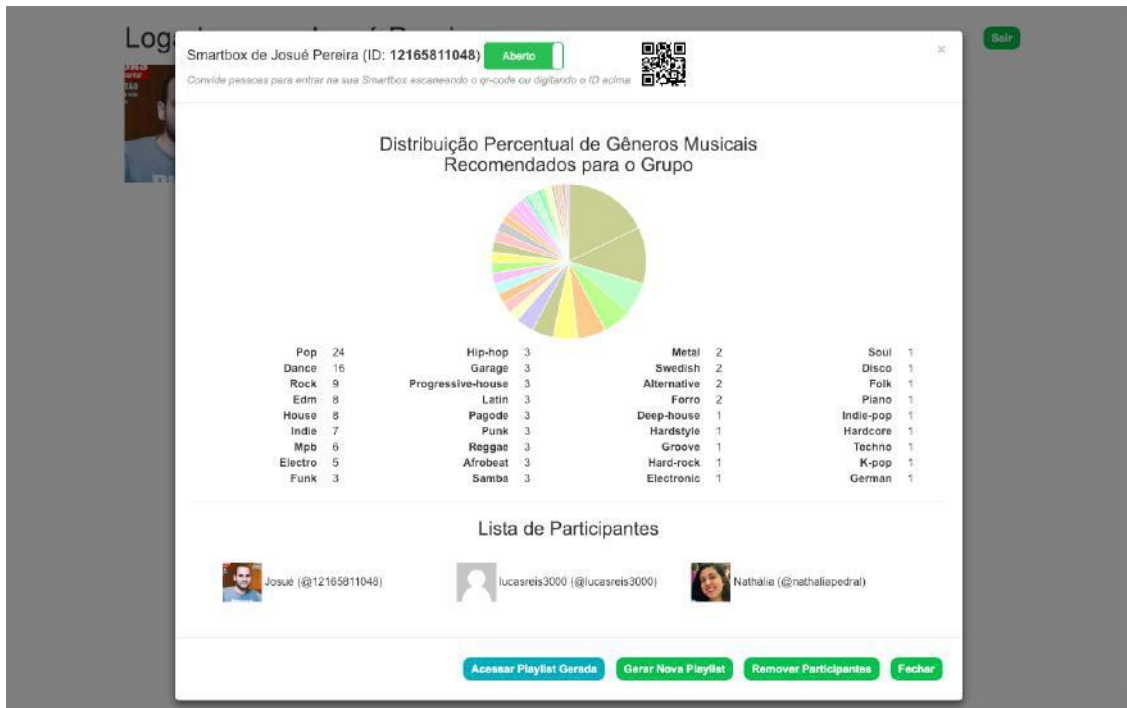 Sair
Smartbox de Josué Pereira (ID: 12165811048)
Aberto
×
Convide pessoas para entrar na sua Smartbox escaneando o qr-code ou digitando o ID acima
Distribuição Percentual de Gêneros Musicais
Recomendados para o Grupo
Pop 24 Hip-hop 3 Metal 2 Soul 1
Dance 16 Garage 3 Swedish 2 Disco 1
Rock 9 Progressive-house 3 Alternative 2 Folk 1
Edm 8 Latin 3 Forro 2 Piano 1
House 8 Pagode 3 Deep-house 1 Indie-pop 1
Indie 7 Punk 3 Hardstyle 1 Hardcore 1
Mpb 6 Reggae 3 Groove 1 Techno 1
Electro 5 Afrobeat 3 Hard-rock 1 K-pop 1
Funk 3 Samba 3 Electronic 1 German 1
Lista de Participantes
Josué (@12165811048) lucasreis3000 (@lucasreis3000) Nathália (@nathaliapedral)
Acessar Playlist Gerada Gerar Nova Playlist Remover Participantes Fechar